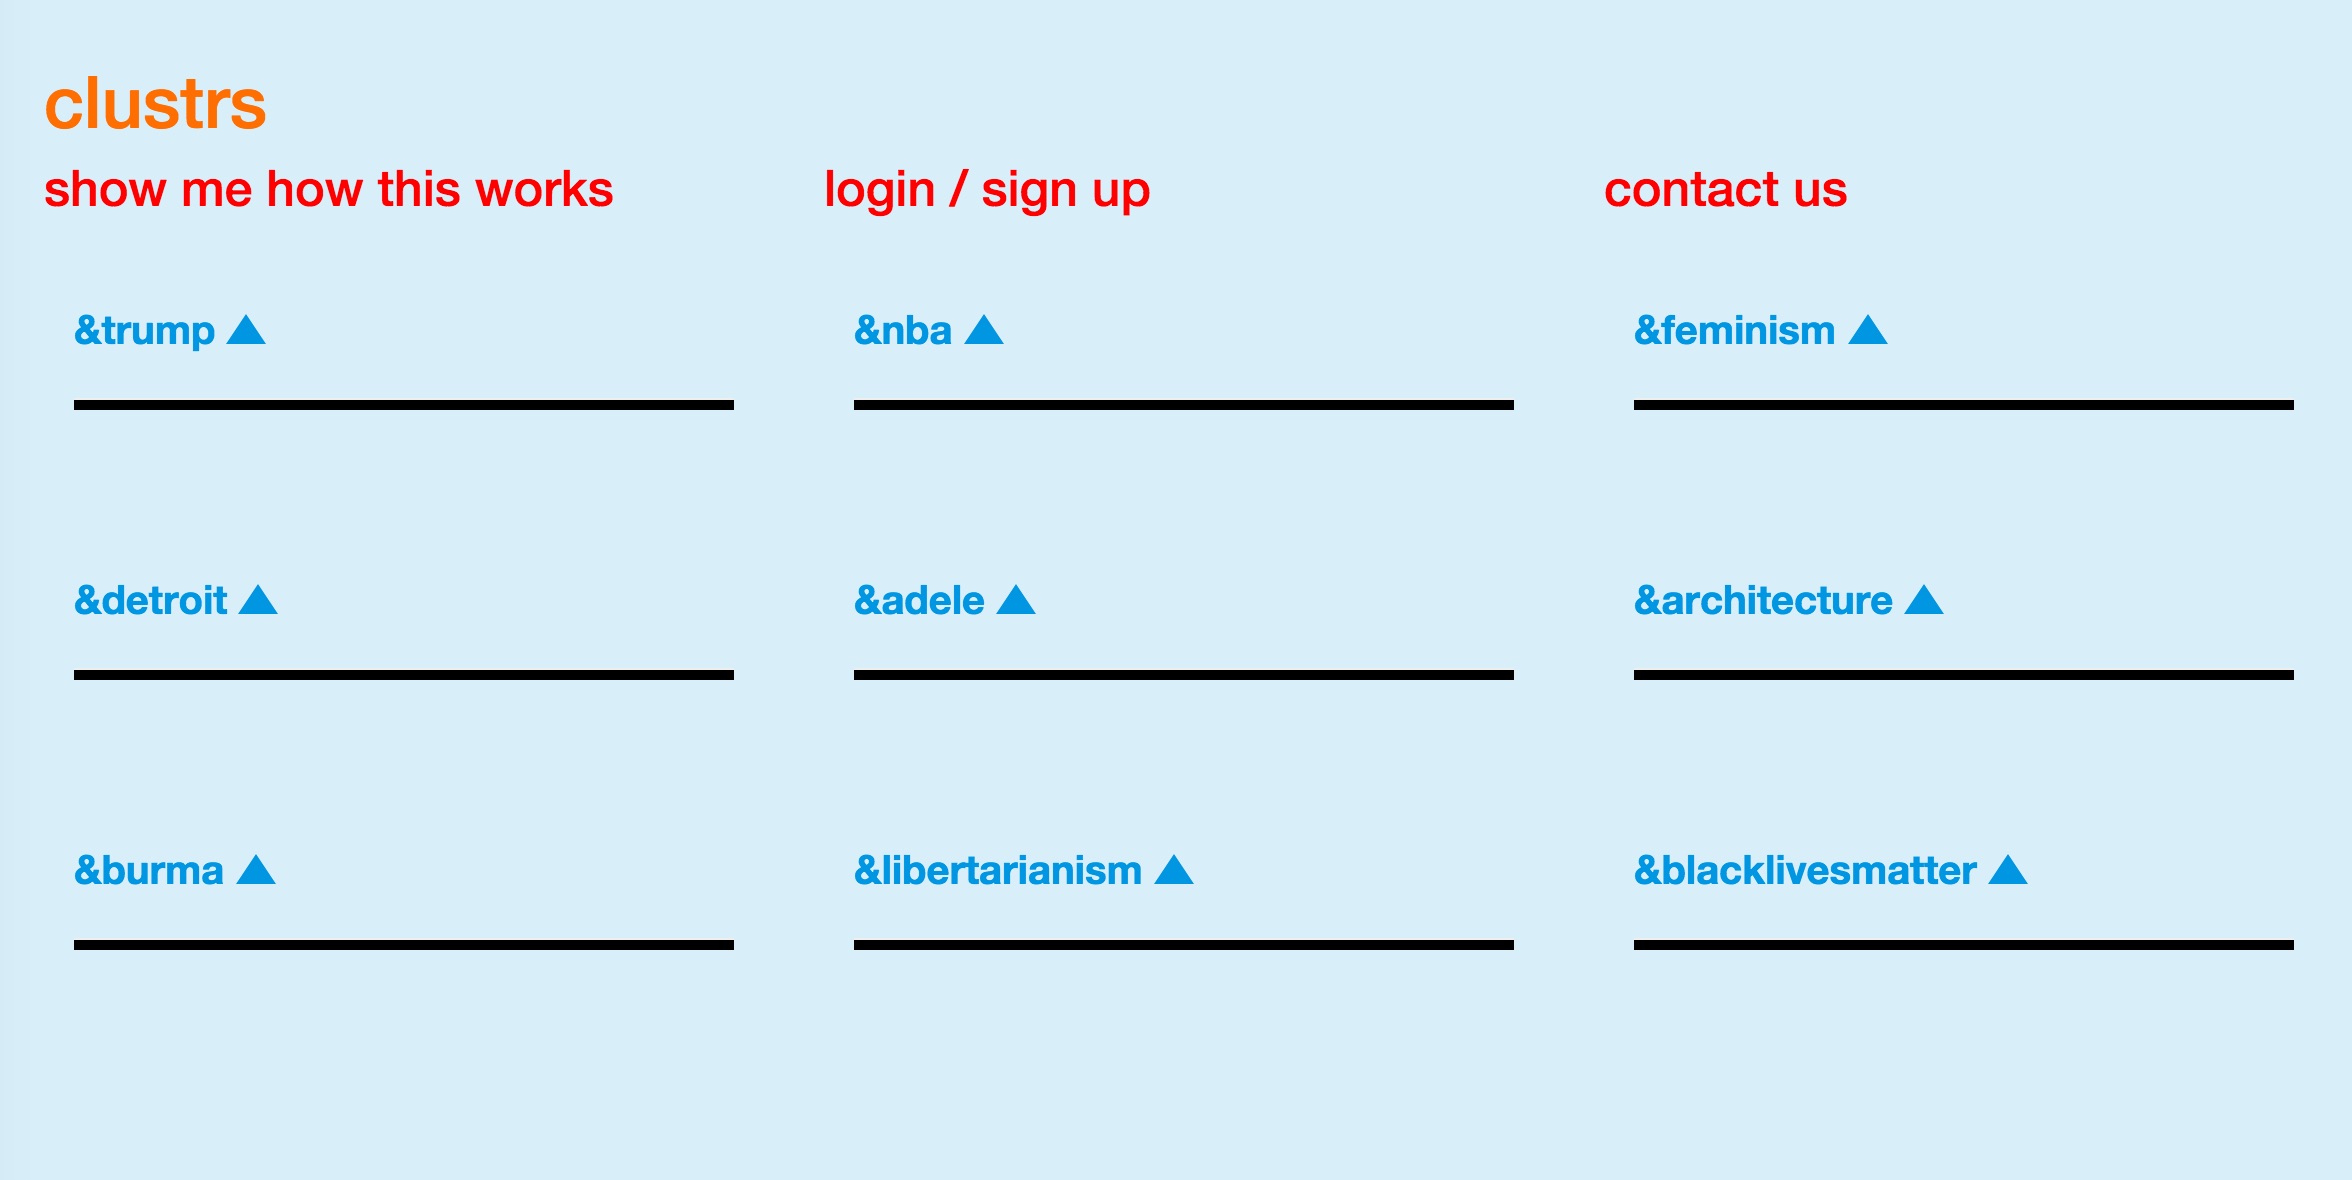 clustrs
show me how this works
login / sign up
contact us
&trump ▲
&nba ▲
&feminism ▲
&detroit ▲
&adele ▲
&architecture ▲
&burma ▲
&libertarianism ▲
&blacklivesmatter ▲